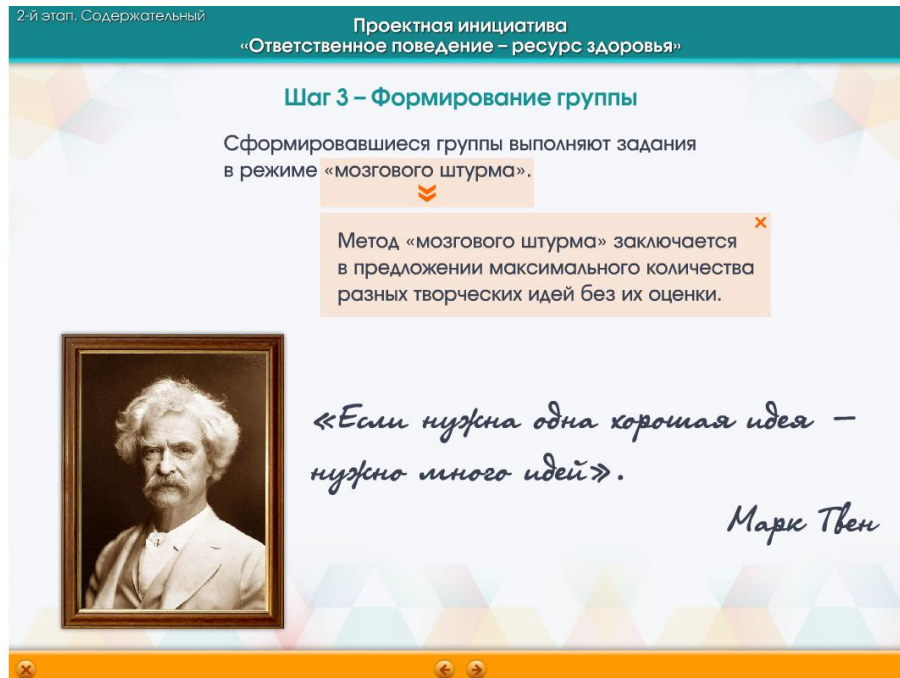 2-й этап. Содержательный
Проектная инициатива
«Ответственное поведение – ресурс здоровья»
Шаг 3 – Формирование группы
Сформировавшиеся группы выполняют задания
в режиме «мозгового штурма».
Метод «мозгового штурма» заключается
в предложении максимального количества
разных творческих идей без их оценки.
«Если нужна одна хорошая идея –
нужно много идей».
Марк Твен